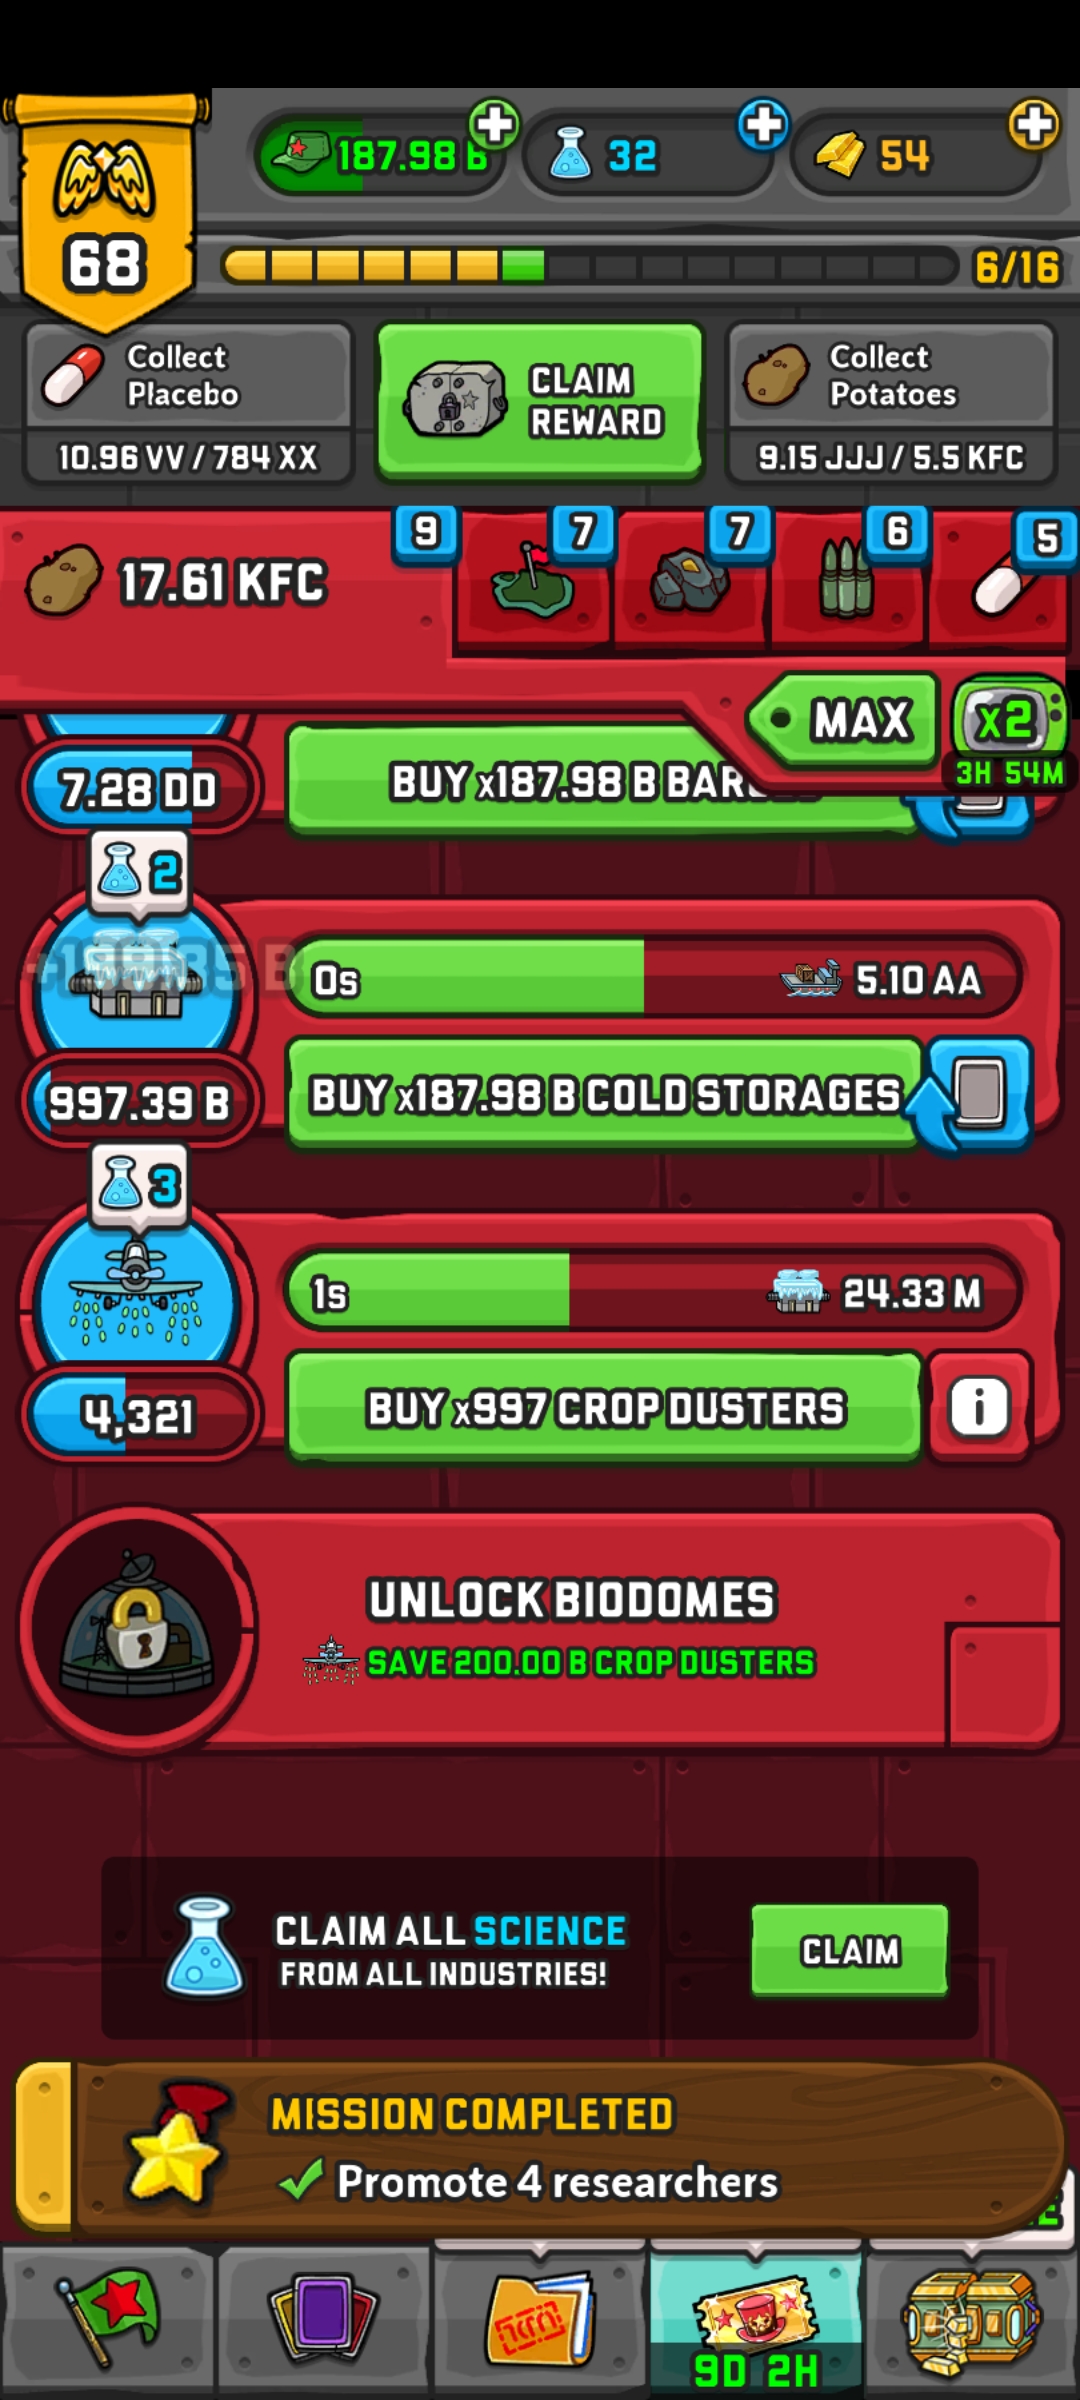 187.98 B
32
54
68
6/16
Collect
Placebo
10.96 VV / 784 XX
CLAIM
REWARD
Collect
Potatoes
9.15 JJJ / 5.5 KFC
17.61 KFC
9
7
7
6
5
MAX
x2
3H 54M
7.28 DD
BUY x187.98 B
2
0s
5.10 AA
997.39 B
BUY x187.98 B COLD STORAGES
3
1s
24.33 M
4,321
BUY x997 CROP DUSTERS
i
UNLOCK BIODOMES
SAVE 200.00 B CROP DUSTERS
CLAIM ALL SCIENCE
FROM ALL INDUSTRIES!
CLAIM
MISSION COMPLETED
Promote 4 researchers
9D 2H